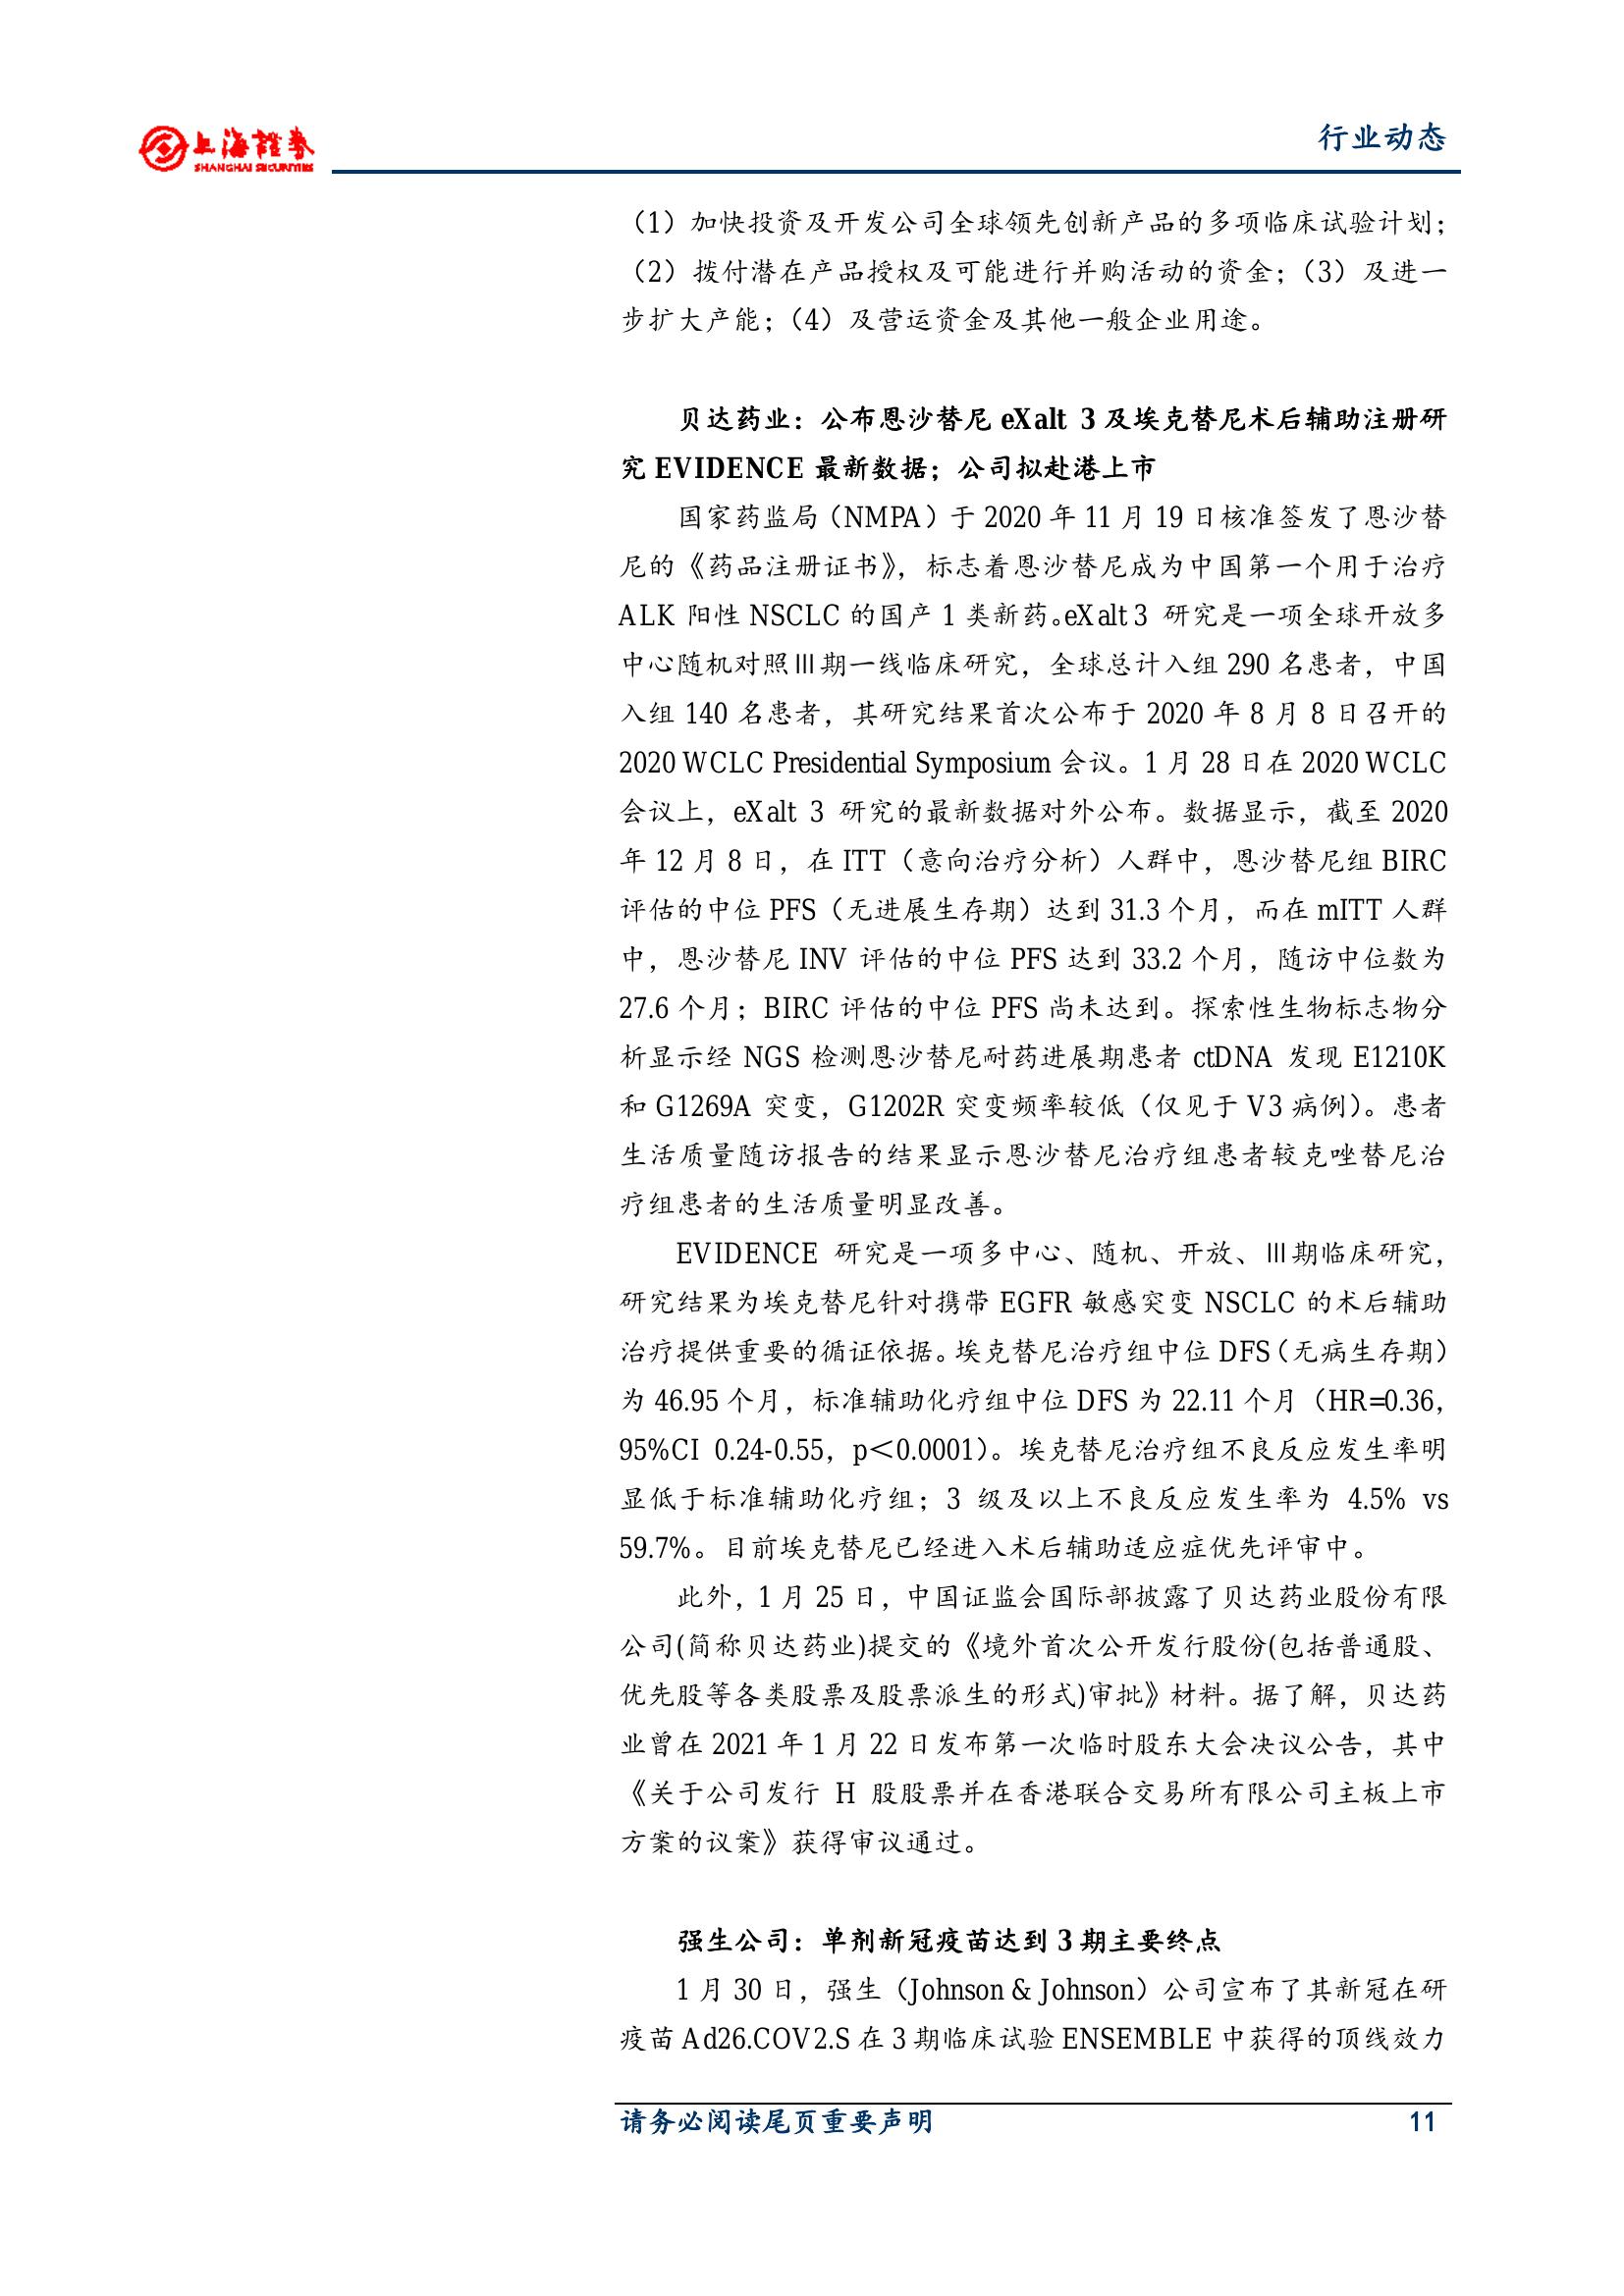 上海證券
SHANGHAI SECURITIES
行业动态
（1）加快投资及开发公司全球领先创新产品的多项临床试验计划；
（2）拨付潜在产品授权及可能进行并购活动的资金；（3）及进一
步扩大产能；（4）及营运资金及其他一般企业用途。
贝达药业：公布恩沙替尼 eXalt 3 及埃克替尼术后辅助注册研
究 EVIDENCE 最新数据；公司拟赴港上市
国家药监局（NMPA）于 2020 年 11 月 19 日核准签发了恩沙替
尼的《药品注册证书》，标志着恩沙替尼成为中国第一个用于治疗
ALK 阳性 NSCLC 的国产 1 类新药。eXalt 3 研究是一项全球开放多
中心随机对照Ⅲ期一线临床研究，全球总计入组 290 名患者，中国
入组 140 名患者，其研究结果首次公布于 2020 年 8 月 8 日召开的
2020 WCLC Presidential Symposium 会议。1 月 28 日在 2020 WCLC
会议上，eXalt 3 研究的最新数据对外公布。数据显示，截至 2020
年 12 月 8 日，在 ITT（意向治疗分析）人群中，恩沙替尼组 BIRC
评估的中位 PFS（无进展生存期）达到 31.3 个月，而在 mITT 人群
中，恩沙替尼 INV 评估的中位 PFS 达到 33.2 个月，随访中位数为
27.6 个月；BIRC 评估的中位 PFS 尚未达到。探索性生物标志物分
析显示经 NGS 检测恩沙替尼耐药进展期患者 ctDNA 发现 E1210K
和 G1269A 突变，G1202R 突变频率较低（仅见于 V3 病例）。患者
生活质量随访报告的结果显示恩沙替尼治疗组患者较克唑替尼治
疗组患者的生活质量明显改善。
EVIDENCE 研究是一项多中心、随机、开放、Ⅲ期临床研究，
研究结果为埃克替尼针对携带 EGFR 敏感突变 NSCLC 的术后辅助
治疗提供重要的循证依据。埃克替尼治疗组中位 DFS（无病生存期）
为 46.95 个月，标准辅助化疗组中位 DFS 为 22.11 个月（HR=0.36，
95%CI 0.24-0.55，p＜0.0001）。埃克替尼治疗组不良反应发生率明
显低于标准辅助化疗组；3 级及以上不良反应发生率为 4.5% vs
59.7%。目前埃克替尼已经进入术后辅助适应症优先评审中。
此外，1 月 25 日，中国证监会国际部披露了贝达药业股份有限
公司(简称贝达药业)提交的《境外首次公开发行股份(包括普通股、
优先股等各类股票及股票派生的形式)审批》材料。据了解，贝达药
业曾在 2021 年 1 月 22 日发布第一次临时股东大会决议公告，其中
《关于公司发行 H 股股票并在香港联合交易所有限公司主板上市
方案的议案》获得审议通过。
强生公司：单剂新冠疫苗达到 3 期主要终点
1 月 30 日，强生（Johnson & Johnson）公司宣布了其新冠在研
疫苗 Ad26.COV2.S 在 3 期临床试验 ENSEMBLE 中获得的顶线效力
请务必阅读尾页重要声明
11